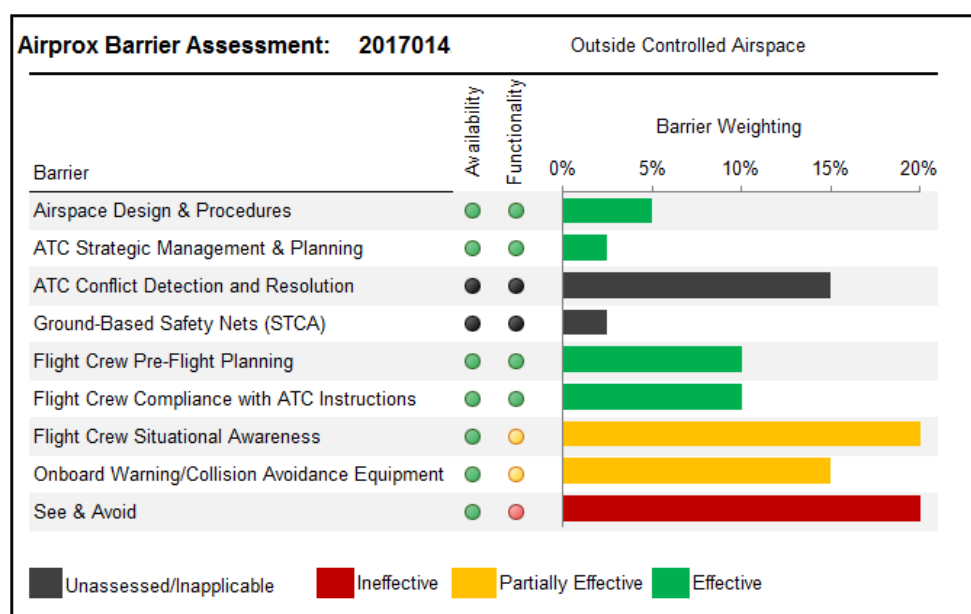 Airprox Barrier Assessment: 2017014 Outside Controlled Airspace
Availability
Functionality
Barrier Weighting
Barrier
0% 5% 10% 15% 20%
Airspace Design & Procedures
ATC Strategic Management & Planning
ATC Conflict Detection and Resolution
Ground-Based Safety Nets (STCA)
Flight Crew Pre-Flight Planning
Flight Crew Compliance with ATC Instructions
Flight Crew Situational Awareness
Onboard Warning/Collision Avoidance Equipment
See & Avoid
Unassessed/Inapplicable Ineffective Partially Effective Effective